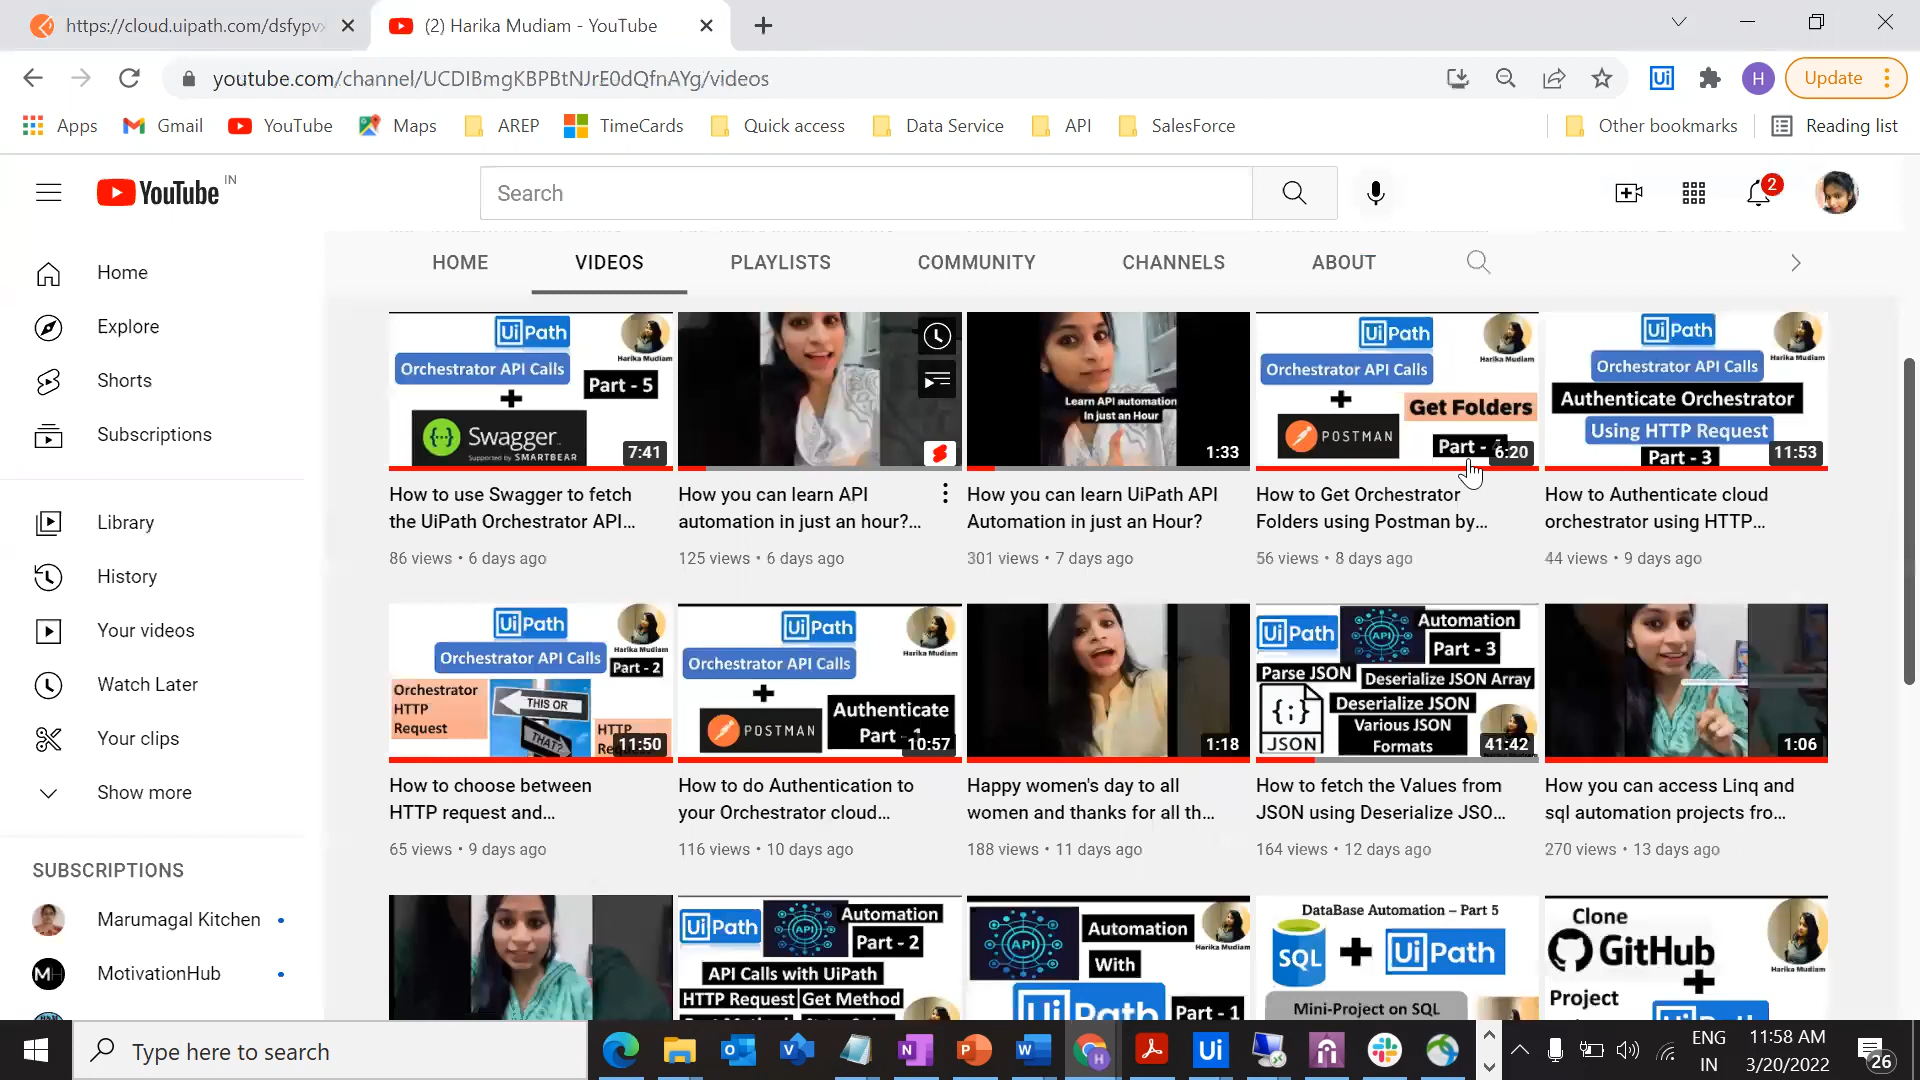 https://cloud.uipath.com/dsfypv
(2) Harika Mudiam - YouTube
youtube.com/channel/UCDIBmgKBPBtNJrE0dQfnAYg/videos
Update
Apps
Gmail
YouTube
Maps
AREP
TimeCards
Quick access
Data Service
API
SalesForce
Other bookmarks
Reading list
YouTube IN
Search
2
Home
Explore
Shorts
Subscriptions
Library
History
Your videos
Watch Later
Your clips
Show more
SUBSCRIPTIONS
Marumagal Kitchen
MotivationHub
HOME
VIDEOS
PLAYLISTS
COMMUNITY
CHANNELS
ABOUT
UiPath
Harika Mudiam
Orchestrator API Calls
Part - 5
Swagger
Supported by SMARTBEAR
7:41
How to use Swagger to fetch
the UiPath Orchestrator API...
86 views • 6 days ago
How you can learn API
automation in just an hour?...
125 views • 6 days ago
Learn API automation
In just an Hour
1:33
How you can learn UiPath API
Automation in just an Hour?
301 views • 7 days ago
UiPath
Harika Mudiam
Orchestrator API Calls
Get Folders
POSTMAN
Part -
6:20
How to Get Orchestrator
Folders using Postman by...
56 views • 8 days ago
UiPath
Harika Mudiam
Orchestrator API Calls
Authenticate Orchestrator
Using HTTP Request
Part - 3
11:53
How to Authenticate cloud
orchestrator using HTTP...
44 views • 9 days ago
UiPath
Harika Mudiam
Orchestrator API Calls
Part - 2
Orchestrator
HTTP
Request
THIS OR
THAT?
HTTP
11:50
How to choose between
HTTP request and...
65 views • 9 days ago
UiPath
Harika Mudiam
Orchestrator API Calls
POSTMAN
Authenticate
Part -
10:57
How to do Authentication to
your Orchestrator cloud...
116 views • 10 days ago
1:18
Happy women's day to all
women and thanks for all th...
188 views • 11 days ago
UiPath
API
Automation
Part - 3
Parse JSON
Deserialize JSON Array
Deserialize JSON
Various JSON
Formats
JSON
41:42
How to fetch the Values from
JSON using Deserialize JSO...
164 views • 12 days ago
1:06
How you can access Linq and
sql automation projects fro...
270 views • 13 days ago
UiPath
API
Automation
Part - 2
API Calls with UiPath
HTTP Request
Get Method
API
Automation
With
Harika Mudiam
UiPath
Part - 1
DataBase Automation – Part 5
SQL
UiPath
Mini-Project on SQL
Clone
GitHub
Project
Harika Mudiam
Type here to search
ENG
IN
11:58 AM
3/20/2022
26